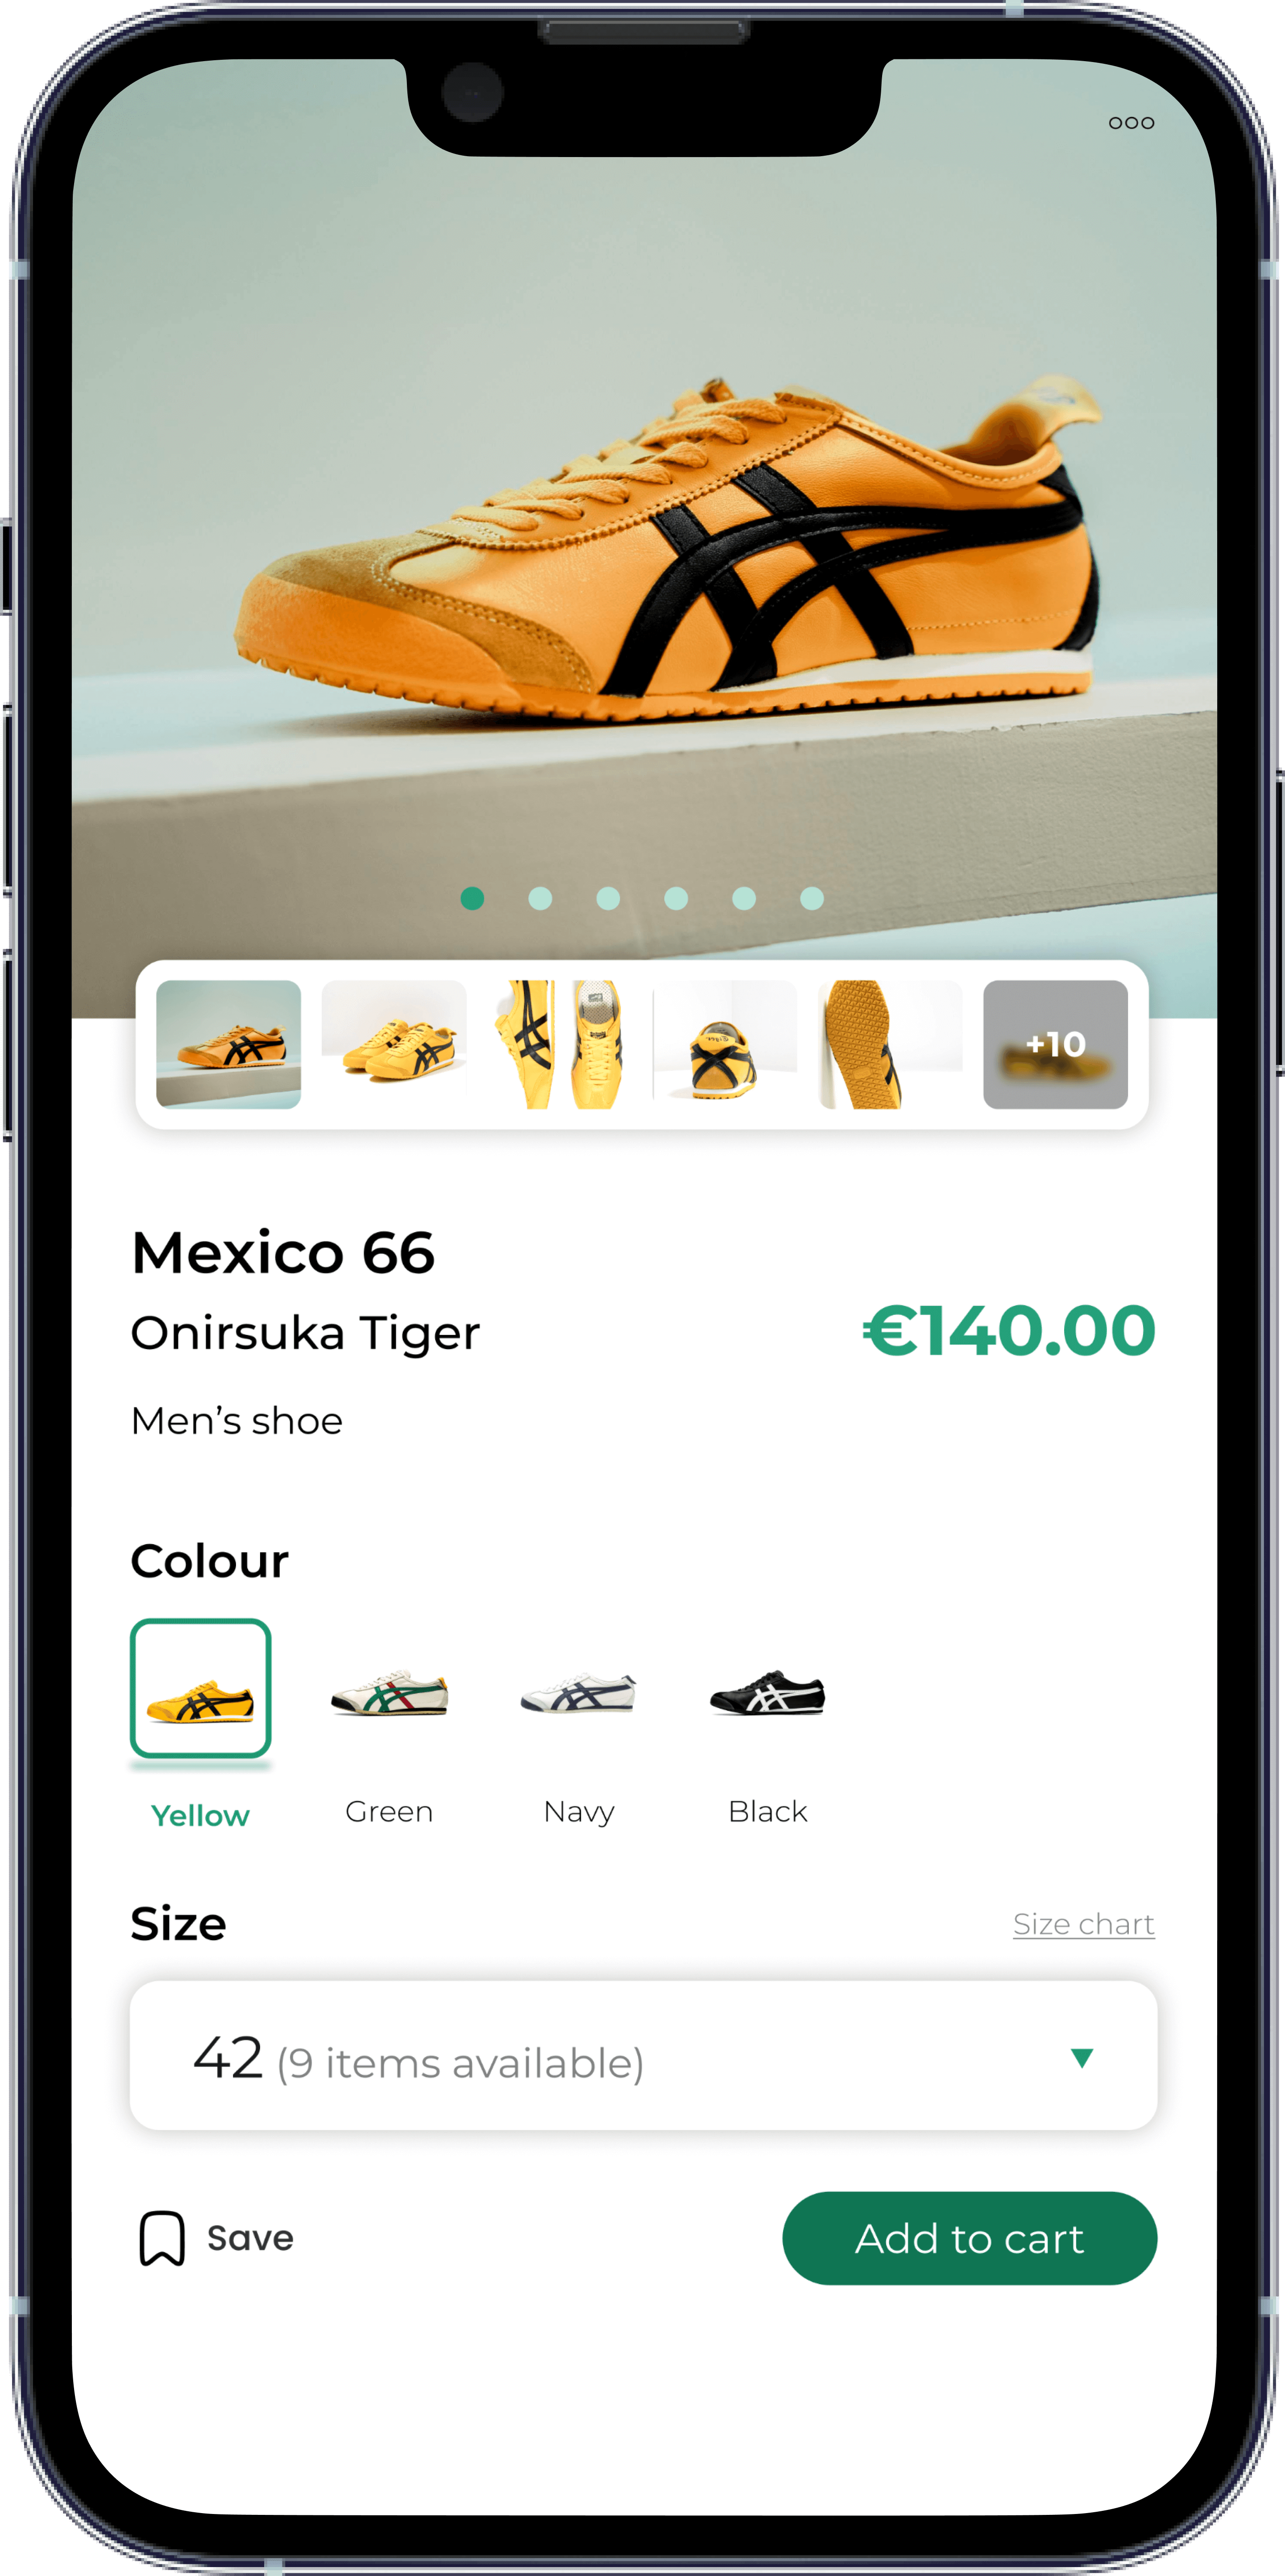 +10
Mexico 66
Onirsuka Tiger
€140.00
Men’s shoe
Colour
Yellow
Green
Navy
Black
Size
Size chart
42 (9 items available)
Save
Add to cart